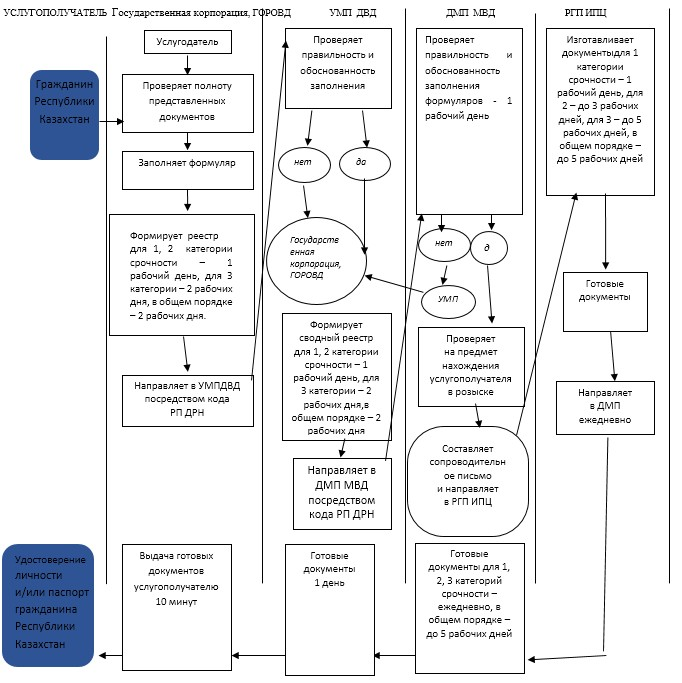 УСЛУГОПОЛУЧАТЕЛЬ Государственная корпорация, ГОРОВД УМП ДВД ДМП МВД РГП ИПЦ
Гражданин
Республики
Казахстан
Услугодатель
Проверяет полноту
представленных
документов
Заполняет формуляр
Формирует реестр
для 1, 2 категории
срочности – 1
рабочий день, для 3
категории – 2 рабочих
дня, в общем порядке
– 2 рабочих дня.
Направляет в УМПДВД
посредством кода
РП ДРН
Проверяет
правильность и
обоснованность
заполнения
нет
да
Государств
енная
корпорация,
ГОРОВД
Формирует
сводный реестр
для 1, 2 категории
срочности – 1
рабочий день, для
3 категории – 2
рабочих дня,в
общем порядке – 2
рабочих дня
Направляет в
ДМП МВД
посредством
кода РП ДРН
Проверяет
правильность и
обоснованность
заполнения
формуляров - 1
рабочий день
нет
д
УМП
Проверяет
на предмет
нахождения
услугополучателя
в розыске
Составляет
сопроводительн
ое письмо
и направляет
в РГП ИПЦ
Изготавливает
документыдля 1
категории
срочности – 1
рабочий день, для
2 – до 3 рабочих
дней, для 3 – до 5
рабочих дней, в
общем порядке –
до 5 рабочих дней
Готовые
документы
Направляет
в ДМП
ежедневно
Удостоверение
личности
и/или паспорт
гражданина
Республики
Казахстан
Выдача готовых
документов
услугополучателю
10 минут
Готовые
документы
1 день
Готовые
документы для 1,
2, 3 категорий
срочности –
ежедневно, в
общем порядке –
до 5 рабочих дней